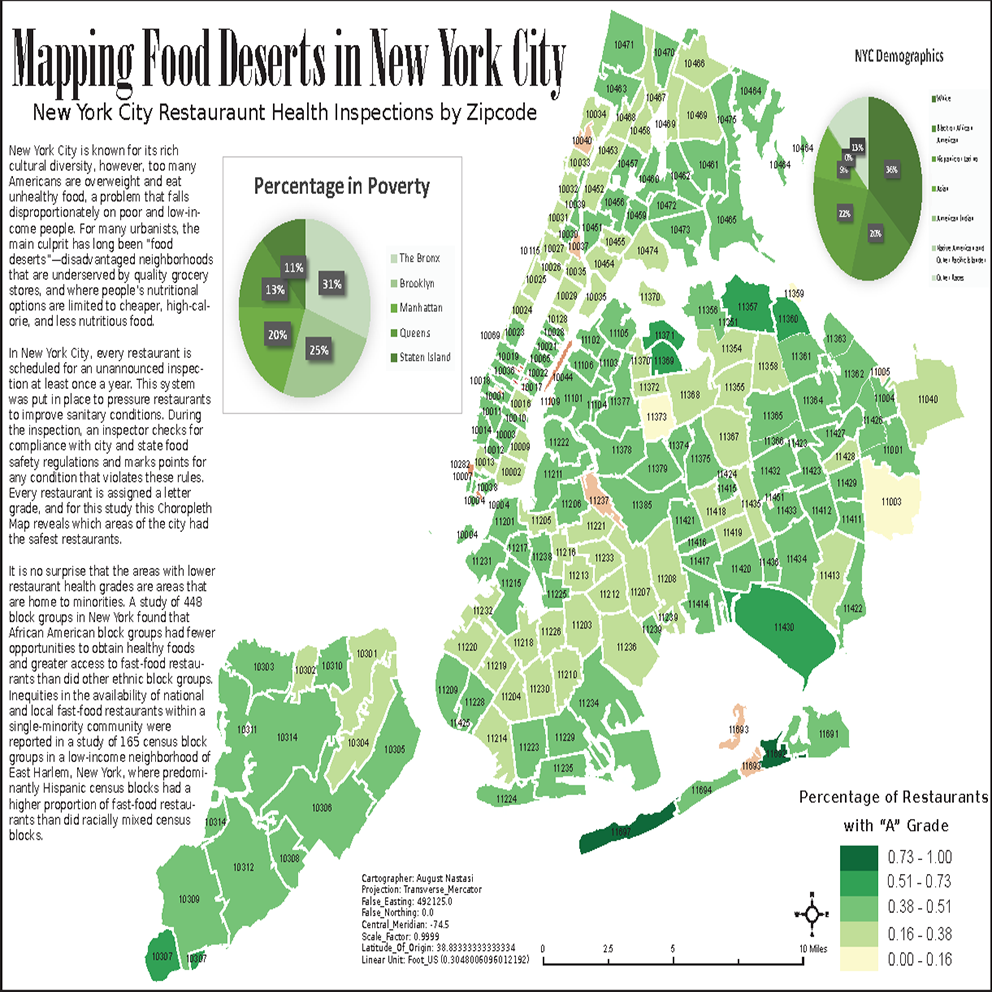 Mapping Food Deserts in New York City
New York City Restauraunt Health Inspections by Zipcode
New York City is known for its rich
cultural diversity, however, too many
Americans are overweight and eat
unhealthy food, a problem that falls
disproportionately on poor and low-in-
come people. For many urbanists, the
main culprit has long been "food
deserts"—disadvantaged neighborhoods
that are underserved by quality grocery
stores, and where people's nutritional
options are limited to cheaper, high-cal-
orie, and less nutritious food.
In New York City, every restaurant is
scheduled for an unannounced inspec-
tion at least once a year. This system
was put in place to pressure restaurants
to improve sanitary conditions. During
the inspection, an inspector checks for
compliance with city and state food
safety regulations and marks points for
any condition that violates these rules.
Every restaurant is assigned a letter
grade, and for this study this Choropleth
Map reveals which areas of the city had
the safest restaurants.
It is no surprise that the areas with lower
restaurant health grades are areas that
are home to minorities. A study of 448
block groups in New York found that
African American block groups had fewer
opportunities to obtain healthy foods
and greater access to fast-food restau-
rants than did other ethnic block groups.
Inequities in the availability of national
and local fast-food restaurants within a
single-minority community were
reported in a study of 165 census block
groups in a low-income neighborhood of
East Harlem, New York, where predomi-
nantly Hispanic census blocks had a
higher proportion of fast-food restau-
rants than did racially mixed census
blocks.
Percentage in Poverty
31%
25%
20%
13%
11%
The Bronx
Brooklyn
Manhattan
Queens
Staten Island
NYC Demographics
36%
20%
22%
13%
White
Asian
American Indian
10471
10470
10466
10463
10467
10464
10475
10034
10468
10469
10458
10040
10453
10033
10457
10461
10464
10464
10460
10462
10032
10452
10456
10472
10039
10459
10465
10031
10451
10473
10030
10037
10455
10474
10115
10027
10026
10035
10454
10025
10029
10035
11370
10128
10069
10023
10028
10021
10019
10065
10036
10022
10018
10017
10044
10001
10016
10011
10010
10014
10003
10012
10009
10282
10013
10007
10002
10038
10004
10004
10004
11105
11102
11106
11103
11109
11101
11104
11377
11371
11370
11369
11372
11368
11373
11356
11357
11351
11359
11360
11354
11358
11361
11363
11362
11355
11364
11005
11004
11040
11426
11365
11367
11366
11423
11427
11001
11428
11003
11222
11378
11374
11375
11379
11211
11432
11423
11429
11424
11415
11206
11237
11385
11418
11435
11451
11433
11412
11411
11221
11201
11205
11421
11419
11416
11231
11217
11238
11216
11233
11417
11420
11436
11434
11413
11215
11213
11208
11225
11212
11207
11414
11422
11232
11239
11239
11203
11226
11218
11430
11220
11236
11219
11210
11209
11204
11230
11228
11234
11425
11214
11223
11229
11235
11224
11693
11693
11692
11691
11694
11697
10303
10302
10310
10301
10311
10314
10304
10305
10306
10314
10312
10308
10309
10307
10307
Percentage of Restaurants
with "A" Grade
0.73 - 1.00
0.51 - 0.73
0.38 - 0.51
0.16 - 0.38
0.00 - 0.16
Cartographer: August Nastasi
Projection: Transverse_Mercator
False_Easting: 492125.0
False_Northing: 0.0
Central_Meridian: -74.5
Scale_Factor: 0.9999
Latitude_Of_Origin: 38.83333333333334
Linear Unit: Foot_US (0.3048006096012192)
0 2.5 5 10 Miles
N
W E
S